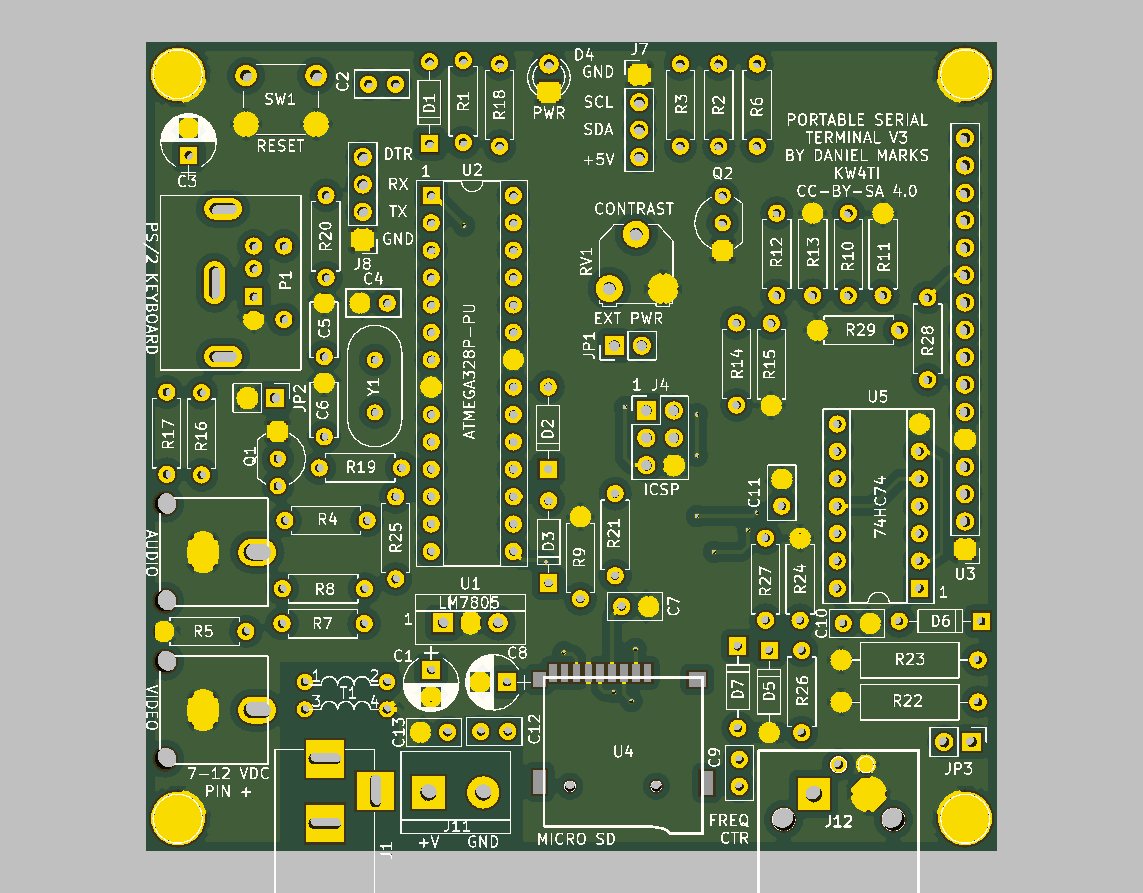 J7
D4
GND
C2
SW1
D1
R1
R18
R3
R2
R6
SCL
PWR
SDA
+5V
RESET
PORTABLE SERIAL
TERMINAL V3
BY DANIEL MARKS
KW4TI
CC-BY-SA 4.0
C3
DTR
1
U2
RX
TX
GND
J8
Q2
CONTRAST
PS/2 KEYBOARD
P1
R20
C4
RV1
R12
R13
R10
R11
EXT PWR
ATMEGA328P-PU
C5
JP1
R29
R28
R14
R15
Y1
JP2
C6
1
J4
U5
R17
R16
Q1
D2
R19
ICSP
C11
74HC74
AUDIO
R4
R25
D3
R9
R21
R27
R24
U3
1
R8
U1
LM7805
1
C7
R7
R5
C10
D6
C1
+
C8
+
R23
VIDEO
1
2
T1
3
4
D7
D5
R26
R22
C13
C12
U4
C9
JP3
7-12 VDC
PIN +
J1
J11
+V
GND
MICRO SD
FREQ
CTR
J12